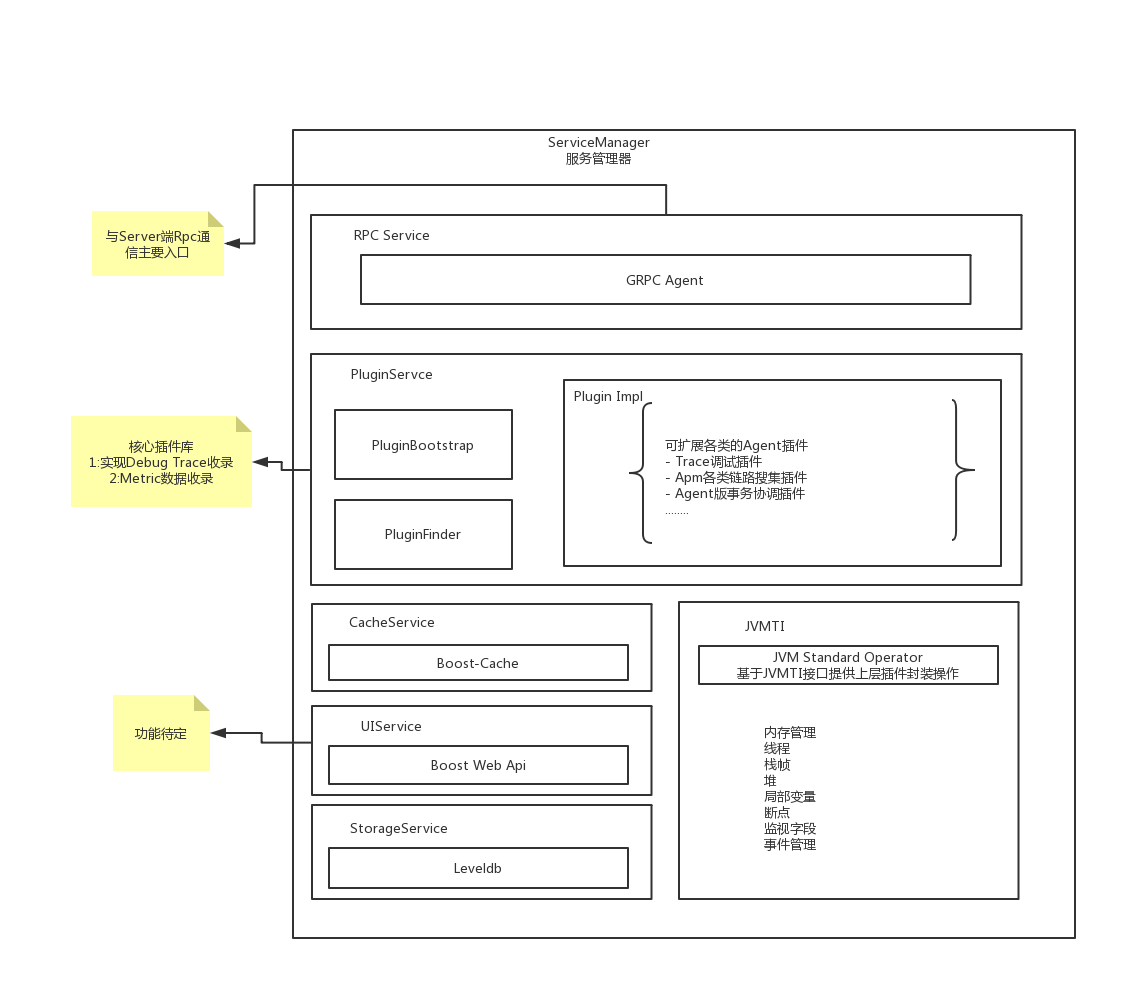 ServiceManager
服务管理器
与Server端Rpc通
信主要入口
RPC Service
GRPC Agent
PluginServce
Plugin Impl
PluginBootstrap
PluginFinder
可扩展各类的Agent插件
- Trace调试插件
- Apm各类链路搜集插件
- Agent版事务协调插件
........
核心插件库
1:实现Debug Trace收录
2:Metric数据收录
CacheService
Boost-Cache
JVMTI
JVM Standard Operator
基于JVMTI接口提供上层插件封装操作
内存管理
线程
栈帧
堆
局部变量
断点
监视字段
事件管理
功能待定
UIService
Boost Web Api
StorageService
Leveldb